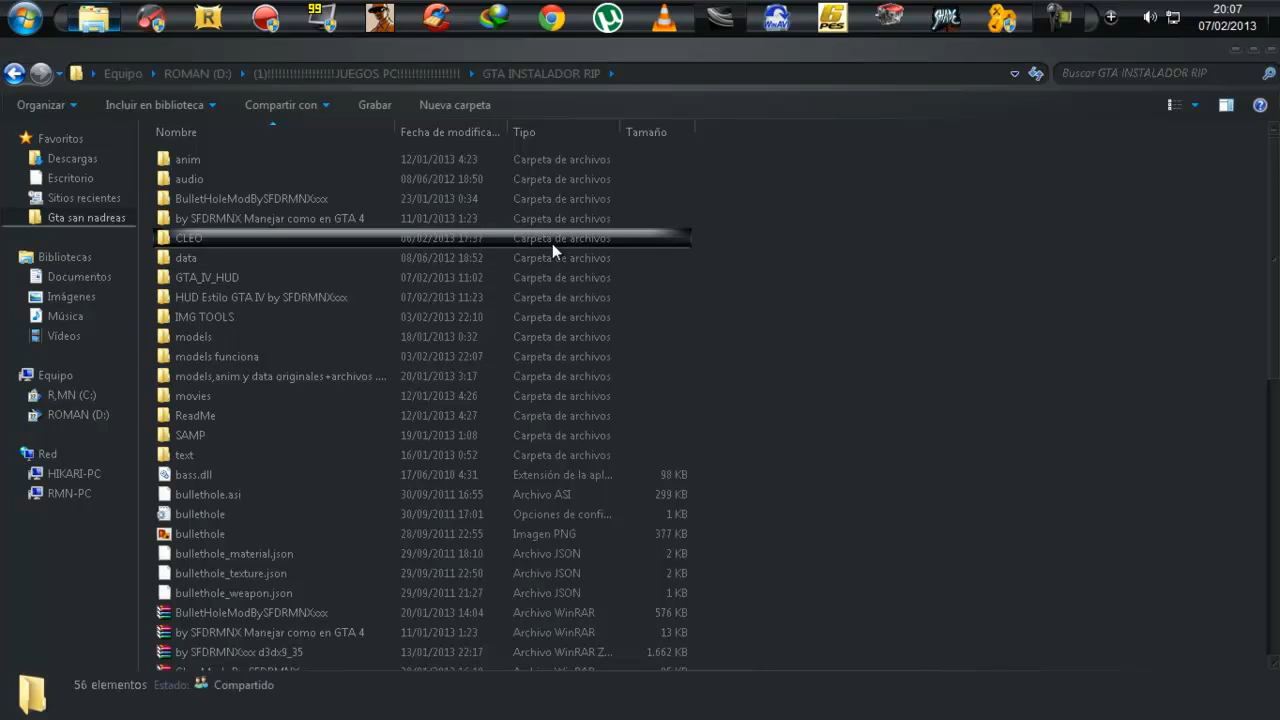 99
6
PES
SHADE
20:07
07/02/2013
Equipo ROMAN (D:) (1)!!!!!!!!!!!!!!!!!!!JUEGOS PC!!!!!!!!!!!!!!!!!! GTA INSTALADOR RIP
Buscar GTA INSTALADOR RIP
Organizar Incluir en biblioteca Compartir con Grabar Nueva carpeta
Nombre Fecha de modifica... Tipo Tamaño
Favoritos
Descargas
Escritorio
Sitios recientes
Gta san nadreas
Bibliotecas
Documentos
Imágenes
Música
Vídeos
Equipo
R,MN (C:)
ROMAN (D:)
Red
HIKARI-PC
RMN-PC
anim 12/01/2013 4:23 Carpeta de archivos
audio 08/06/2012 18:50 Carpeta de archivos
BulletHoleModBySFDRMNXxx 23/01/2013 0:34 Carpeta de archivos
by SFDRMNX Manejar como en GTA 4 11/01/2013 1:23 Carpeta de archivos
CLEO 06/02/2013 17:37 Carpeta de archivos
data 08/06/2012 18:52 Carpeta de archivos
GTA_IV_HUD 07/02/2013 11:02 Carpeta de archivos
HUD Estilo GTA IV by SFDRMNXxxx 07/02/2013 11:23 Carpeta de archivos
IMG TOOLS 03/02/2013 22:10 Carpeta de archivos
models 18/01/2013 0:32 Carpeta de archivos
models funciona 03/02/2013 22:07 Carpeta de archivos
models,anim y data originales+archivos .... 20/01/2013 3:17 Carpeta de archivos
movies 12/01/2013 4:26 Carpeta de archivos
ReadMe 12/01/2013 4:27 Carpeta de archivos
SAMP 19/01/2013 1:08 Carpeta de archivos
text 16/01/2013 0:52 Carpeta de archivos
bass.dll 17/06/2010 4:31 Extensión de la apl... 98 KB
bullethole.asi 30/09/2011 16:55 Archivo ASI 299 KB
bullethole 30/09/2011 17:01 Opciones de confi... 1 KB
bullethole 28/09/2011 22:55 Imagen PNG 377 KB
bullethole_material.json 29/09/2011 18:10 Archivo JSON 2 KB
bullethole_texture.json 29/09/2011 22:50 Archivo JSON 2 KB
bullethole_weapon.json 29/09/2011 21:27 Archivo JSON 1 KB
BulletHoleModBySFDRMNXxxx 20/01/2013 14:04 Archivo WinRAR 576 KB
by SFDRMNX Manejar como en GTA 4 11/01/2013 1:23 Archivo WinRAR 13 KB
by SFDRMNXxxx d3dx9_35 13/01/2013 22:17 Archivo WinRAR Z... 1.662 KB
56 elementos Estado: Compartido